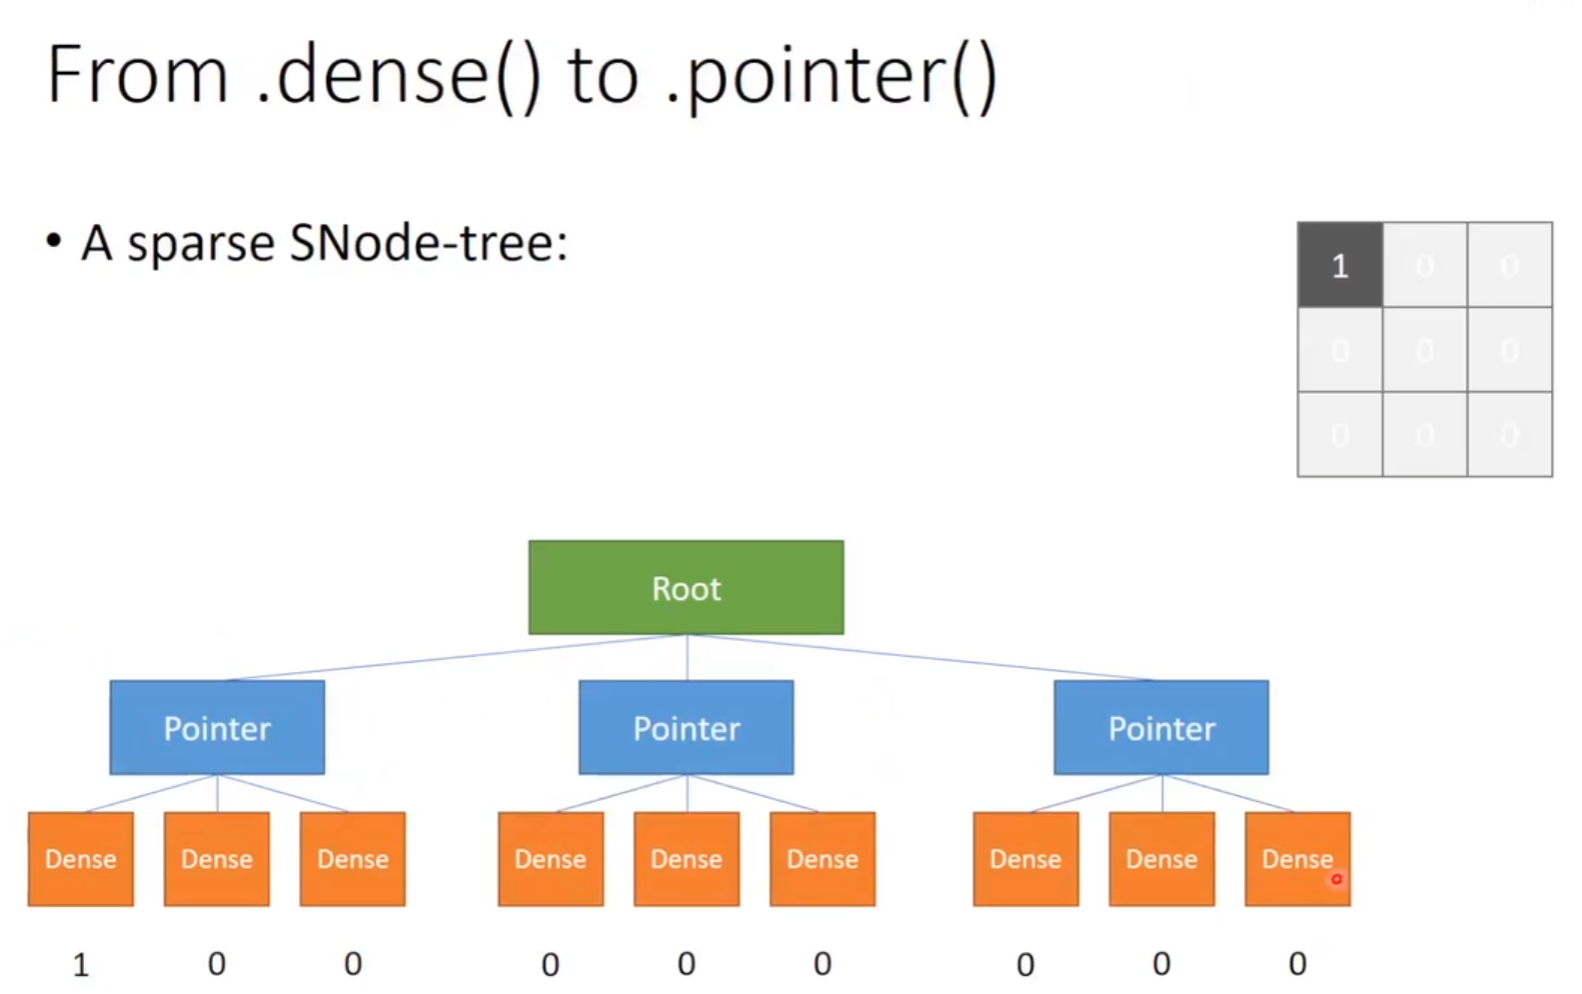 From .dense() to .pointer()
• A sparse SNode-tree:
1 0 0
0 0 0
0 0 0
Root
Pointer Pointer Pointer
Dense Dense Dense Dense Dense Dense Dense Dense Dense
1 0 0 0 0 0 0 0 0